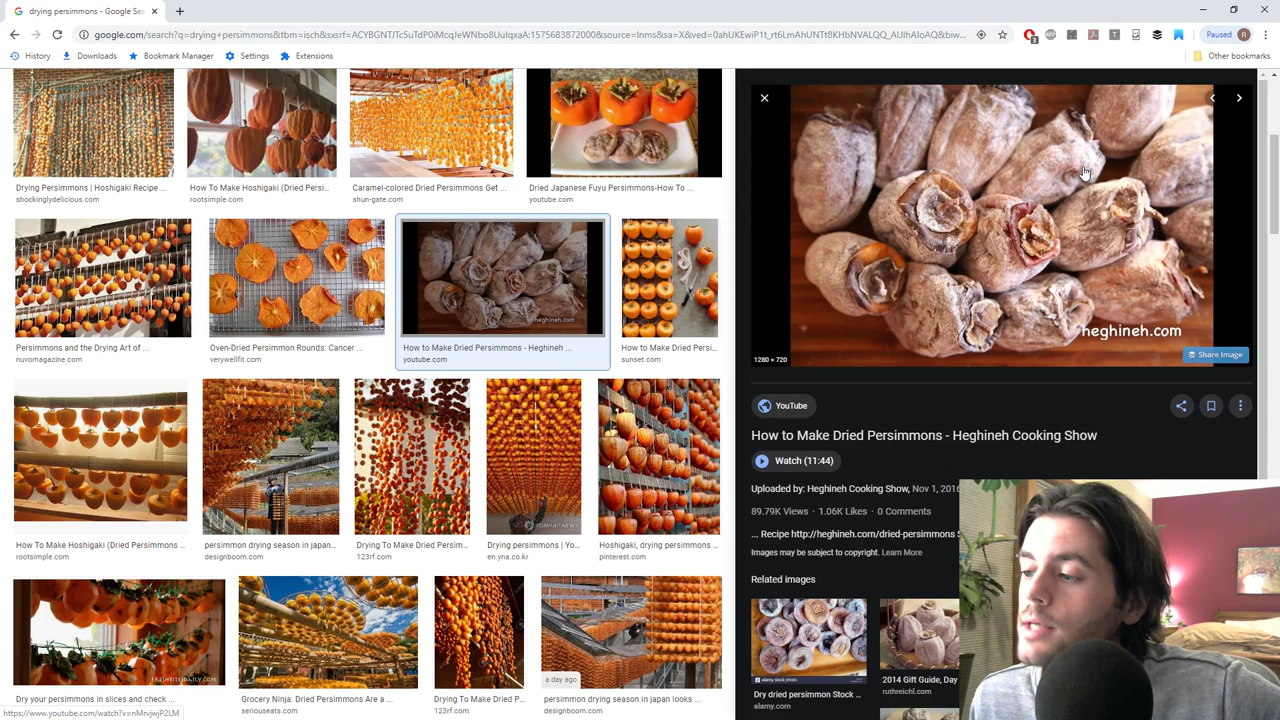 drying persimmons - Google Sea
google.com/search?q=drying+persimmons&tbm=isch&sxsrf=ACYBGNTJTc5uTdP0iMcqJeWNbo8UuIqxaA:1575683872000&source=lnms&sa=X&ved=0ahUKEwiP1t_rt6LmAhUNTt8KHbNVALQQ_AUIhAIoAQ&biw...
Paused
R
History
Downloads
Bookmark Manager
Settings
Extensions
Other bookmarks
Drying Persimmons | Hoshigaki Recipe ...
shockinglydelicious.com
How To Make Hoshigaki (Dried Persi...
rootsimple.com
Caramel-colored Dried Persimmons Get ...
shun-gate.com
Dried Japanese Fuyu Persimmons-How To ...
youtube.com
Persimmons and the Drying Art of ...
nuvomagazine.com
Oven-Dried Persimmon Rounds: Cancer ...
verywellfit.com
heghineh.com
How to Make Dried Persimmons - Heghineh ...
youtube.com
How to Make Dried Persi...
sunset.com
How To Make Hoshigaki (Dried Persimmons ...
rootsimple.com
persimmon drying season in japan...
designboom.com
Drying To Make Dried Persim...
123rf.com
YONHAP NEWS
Drying persimmons | Yo...
en.yna.co.kr
Hoshigaki, drying persimmons ...
pinterest.com
FRESHBITSDAILY.COM
Dry your persimmons in slices and check ...
Grocery Ninja: Dried Persimmons Are a ...
seriouseats.com
Drying To Make Dried P...
123rf.com
a day ago
persimmon drying season in japan looks ...
designboom.com
https://www.youtube.com/watch?v=nMrvjwjP2LM
heghineh.com
1280 × 720
Share Image
YouTube
How to Make Dried Persimmons - Heghineh Cooking Show
Watch (11:44)
Uploaded by: Heghineh Cooking Show, Nov 1, 2016
89.79K Views · 1.06K Likes · 0 Comments
... Recipe http://heghineh.com/dried-persimmons
Images may be subject to copyright. Learn More
Related images
Dry dried persimmon Stock ...
alamy.com
2014 Gift Guide, Day
ruthreichl.com